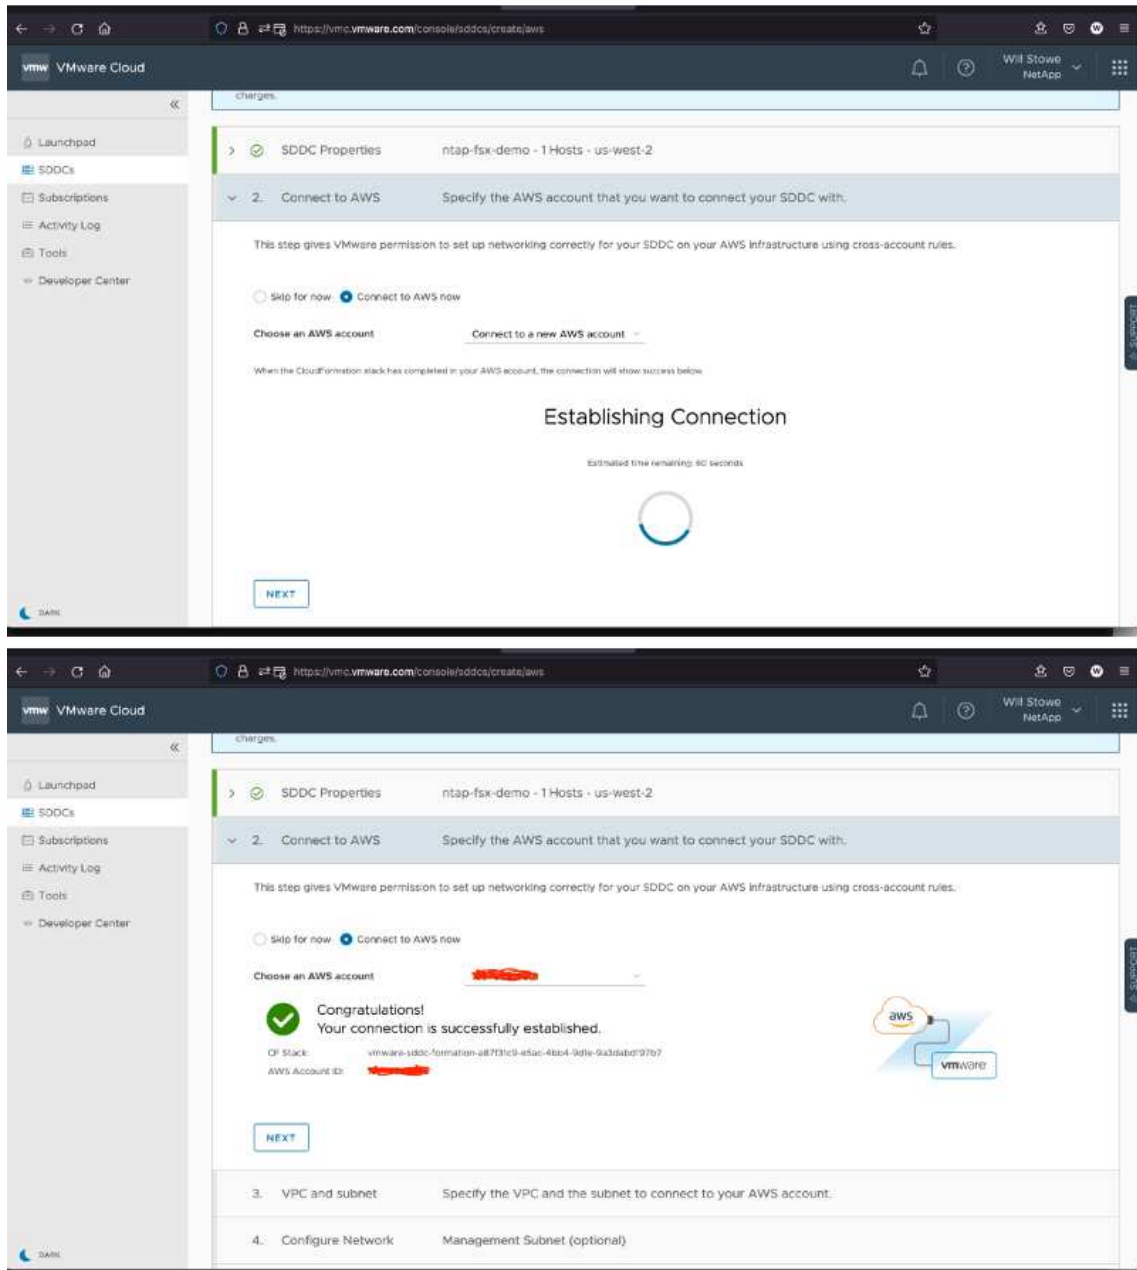 https://vmc.vmware.com/console/sddcs/create/aws
vmw VMware Cloud
Will Stowe
NetApp
charges.
Launchpad
SDDCs
Subscriptions
Activity Log
Tools
Developer Center
DARK
SDDC Properties ntap-fsx-demo - 1 Hosts - us-west-2
2. Connect to AWS Specify the AWS account that you want to connect your SDDC with.
This step gives VMware permission to set up networking correctly for your SDDC on your AWS infrastructure using cross-account rules.
Skip for now Connect to AWS now
Choose an AWS account Connect to a new AWS account
When the CloudFormation stack has completed in your AWS account, the connection will show success below.
Establishing Connection
Estimated time remaining: 60 seconds
NEXT
SUPPORT
https://vmc.vmware.com/console/sddcs/create/aws
vmw VMware Cloud
Will Stowe
NetApp
charges.
Launchpad
SDDCs
Subscriptions
Activity Log
Tools
Developer Center
DARK
SDDC Properties ntap-fsx-demo - 1 Hosts - us-west-2
2. Connect to AWS Specify the AWS account that you want to connect your SDDC with.
This step gives VMware permission to set up networking correctly for your SDDC on your AWS infrastructure using cross-account rules.
Skip for now Connect to AWS now
Choose an AWS account
Congratulations!
Your connection is successfully established.
CF Stack:
AWS Account ID:
aws
vmware
NEXT
3. VPC and subnet Specify the VPC and the subnet to connect to your AWS account.
4. Configure Network Management Subnet (optional)
SUPPORT